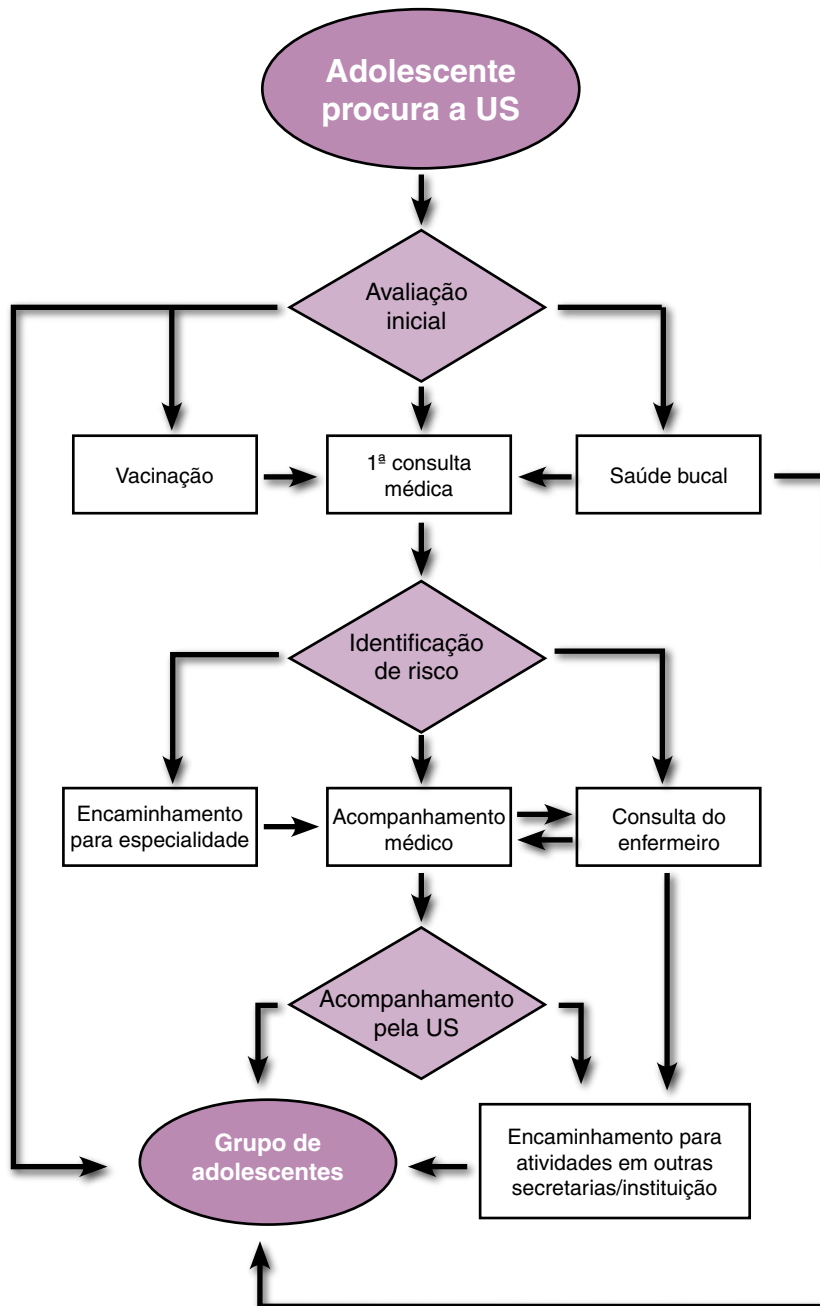 Adolescente
procura a US
Avaliação
inicial
Vacinação
1ª consulta
médica
Saúde bucal
Identificação
de risco
Encaminhamento
para especialidade
Acompanhamento
médico
Consulta do
enfermeiro
Acompanhamento
pela US
Grupo de
adolescentes
Encaminhamento para
atividades em outras
secretarias/instituição